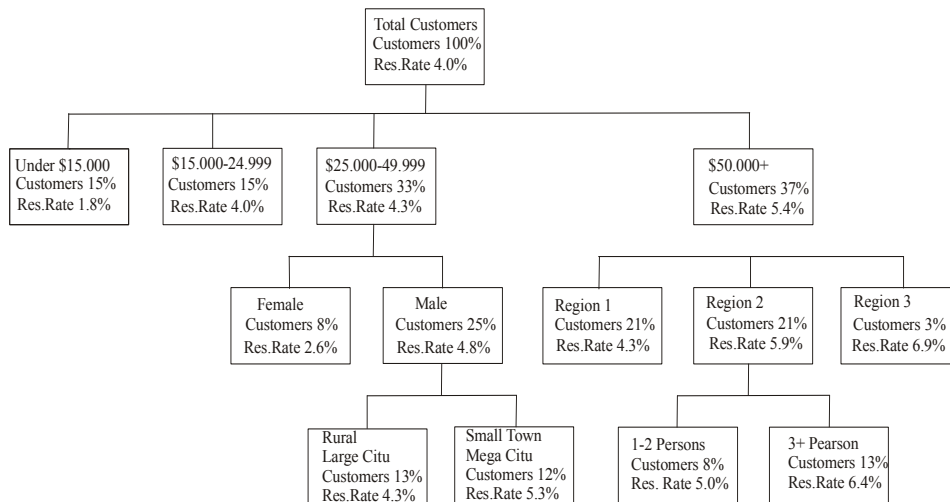 Total Customers
Customers 100%
Res.Rate 4.0%
Under $15.000
Customers 15%
Res.Rate 1.8%
$15.000-24.999
Customers 15%
Res.Rate 4.0%
$25.000-49.999
Customers 33%
Res.Rate 4.3%
$50.000+
Customers 37%
Res.Rate 5.4%
Female
Customers 8%
Res.Rate 2.6%
Male
Customers 25%
Res.Rate 4.8%
Region 1
Customers 21%
Res.Rate 4.3%
Region 2
Customers 21%
Res.Rate 5.9%
Region 3
Customers 3%
Res.Rate 6.9%
Rural
Large Citu
Customers 13%
Res.Rate 4.3%
Small Town
Mega Citu
Customers 12%
Res.Rate 5.3%
1-2 Persons
Customers 8%
Res. Rate 5.0%
3+ Pearson
Customers 13%
Res.Rate 6.4%